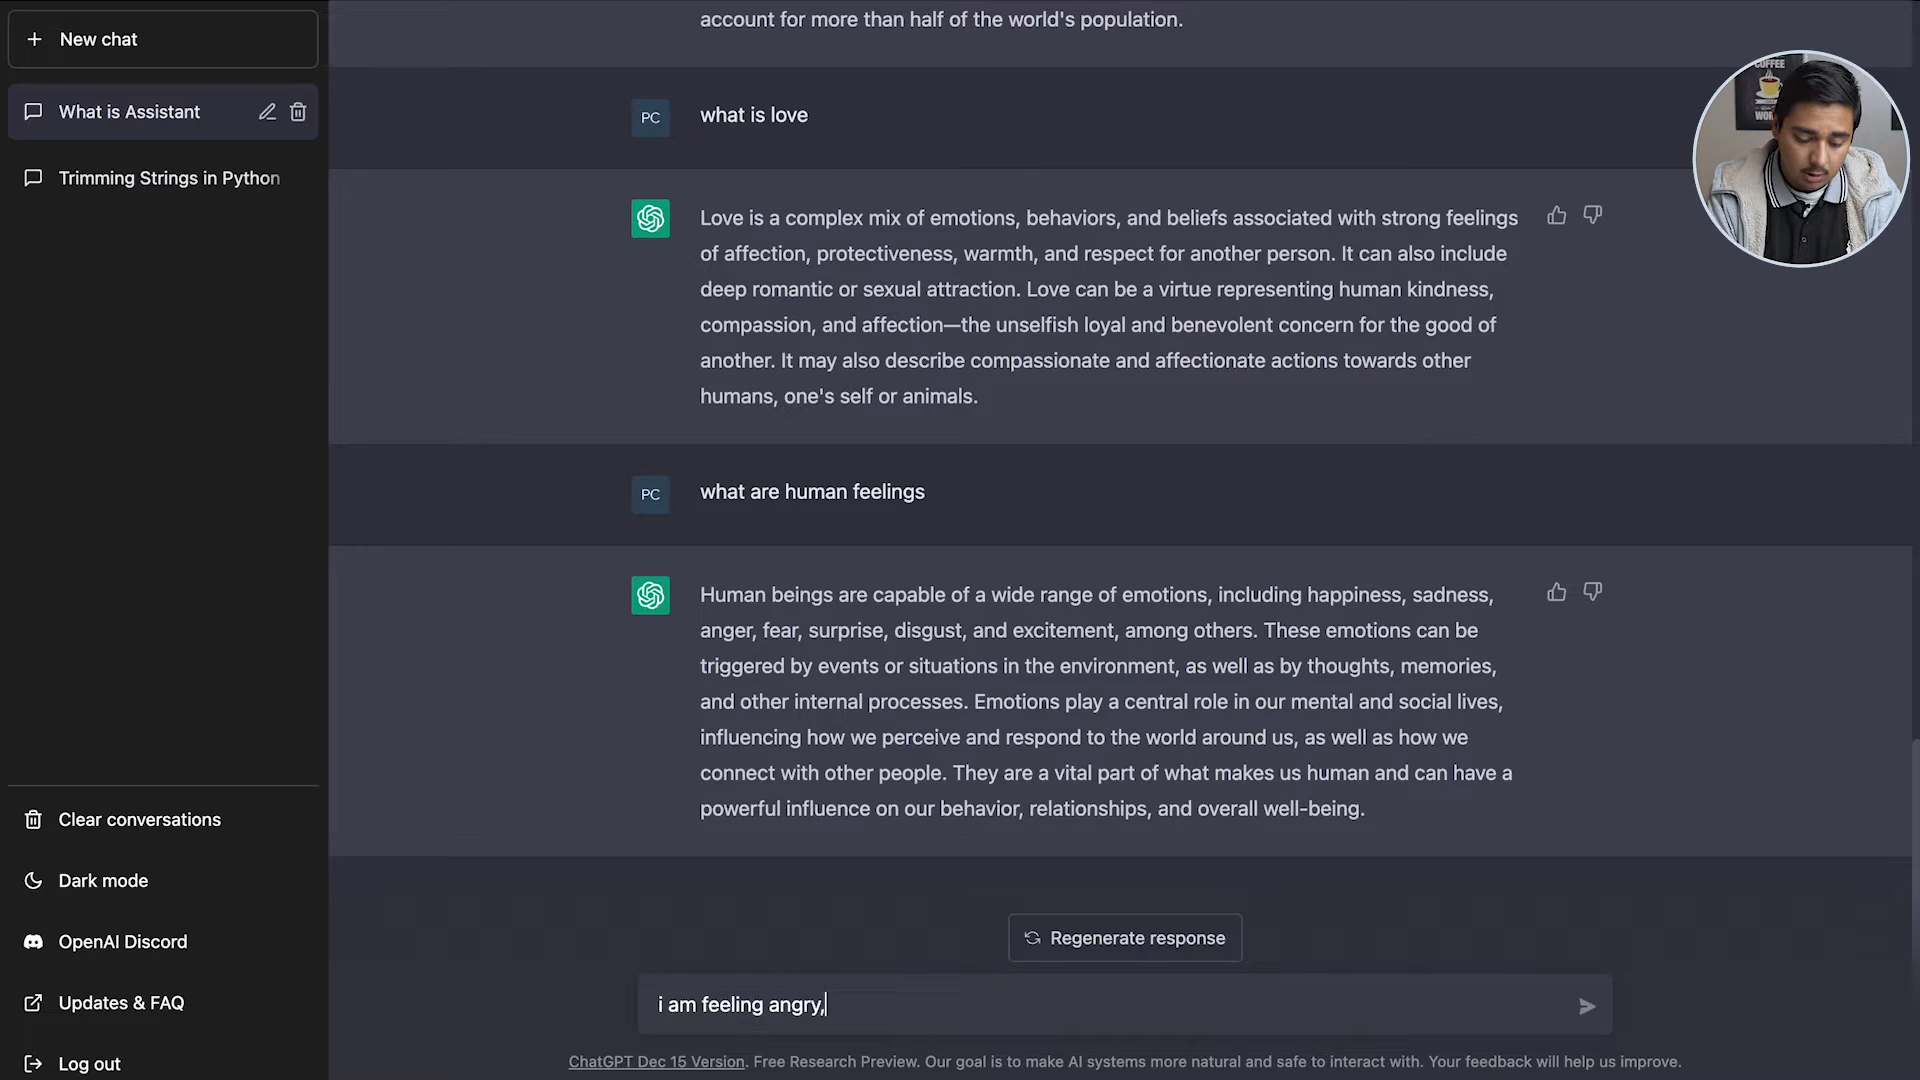 New chat
What is Assistant
Trimming Strings in Python
Clear conversations
Dark mode
OpenAI Discord
Updates & FAQ
Log out
account for more than half of the world's population.
PC
what is love
Love is a complex mix of emotions, behaviors, and beliefs associated with strong feelings
of affection, protectiveness, warmth, and respect for another person. It can also include
deep romantic or sexual attraction. Love can be a virtue representing human kindness,
compassion, and affection—the unselfish loyal and benevolent concern for the good of
another. It may also describe compassionate and affectionate actions towards other
humans, one's self or animals.
PC
what are human feelings
Human beings are capable of a wide range of emotions, including happiness, sadness,
anger, fear, surprise, disgust, and excitement, among others. These emotions can be
triggered by events or situations in the environment, as well as by thoughts, memories,
and other internal processes. Emotions play a central role in our mental and social lives,
influencing how we perceive and respond to the world around us, as well as how we
connect with other people. They are a vital part of what makes us human and can have a
powerful influence on our behavior, relationships, and overall well-being.
Regenerate response
i am feeling angry,
ChatGPT Dec 15 Version. Free Research Preview. Our goal is to make AI systems more natural and safe to interact with. Your feedback will help us improve.
COFFEE